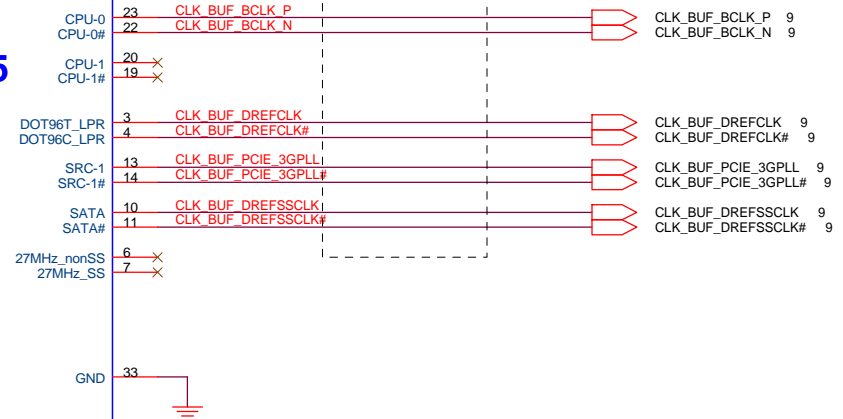 CPU-0 23 CLK_BUF_BCLK_P CLK_BUF_BCLK_P 9
CPU-0# 22 CLK_BUF_BCLK_N CLK_BUF_BCLK_N 9
CPU-1 20
5
CPU-1# 19
DOT96T_LPR 3 CLK_BUF_DREFCLK CLK_BUF_DREFCLK 9
DOT96C_LPR 4 CLK_BUF_DREFCLK# CLK_BUF_DREFCLK# 9
SRC-1 13 CLK_BUF_PCIE_3GPLL CLK_BUF_PCIE_3GPLL 9
SRC-1# 14 CLK_BUF_PCIE_3GPLL# CLK_BUF_PCIE_3GPLL# 9
SATA 10 CLK_BUF_DREFSSCLK CLK_BUF_DREFSSCLK 9
SATA# 11 CLK_BUF_DREFSSCLK# CLK_BUF_DREFSSCLK# 9
27MHz_nonSS 6
27MHz_SS 7
GND 33